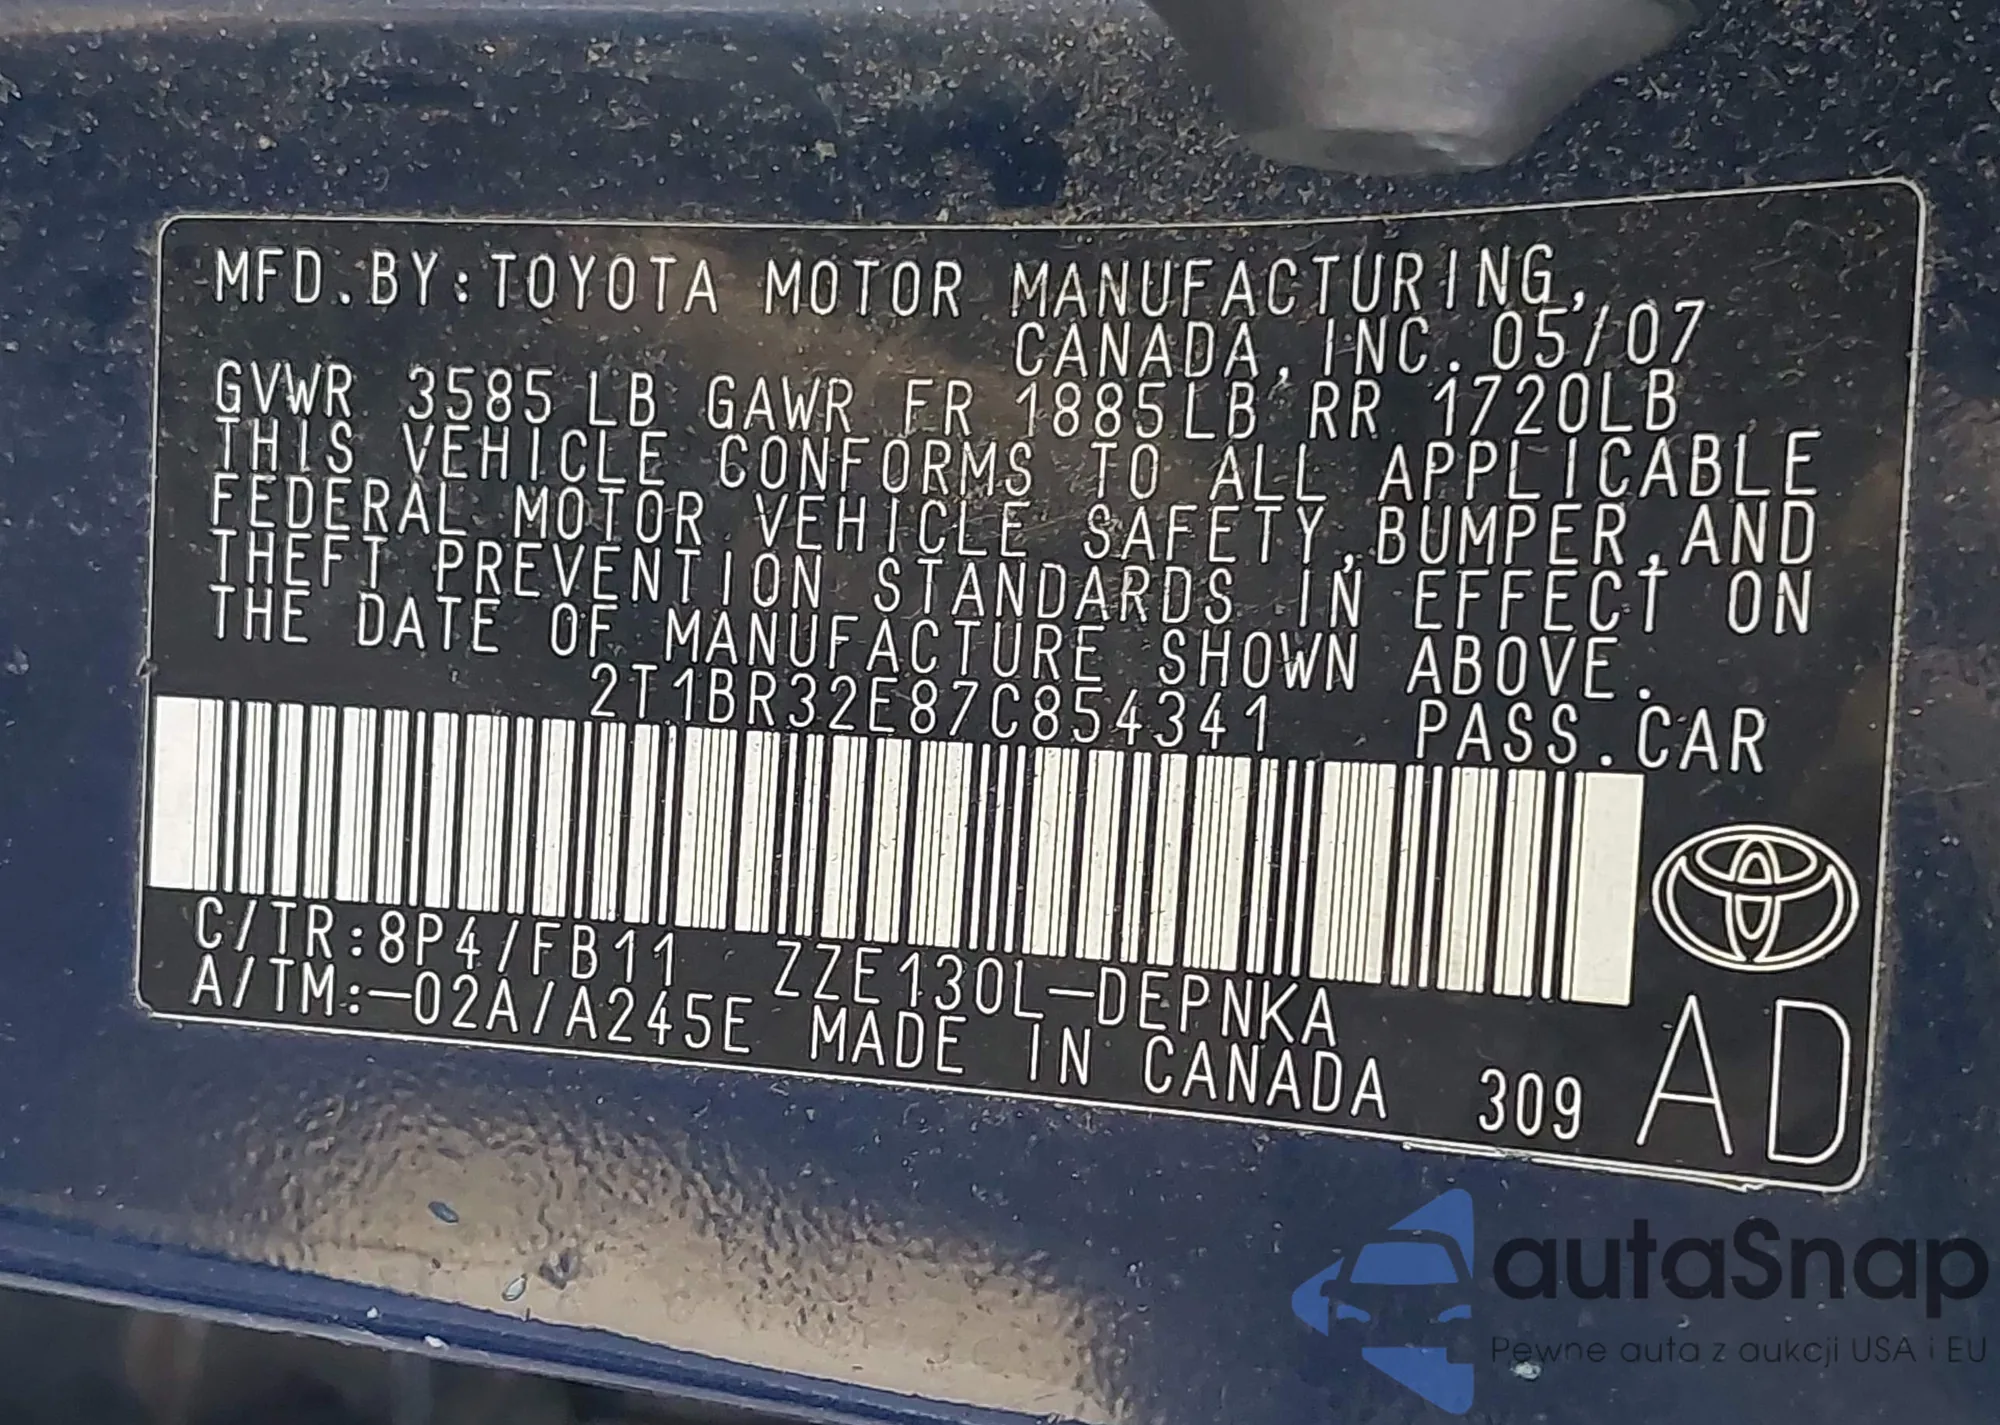 MFD.BY:TOYOTA MOTOR MANUFACTURING,
CANADA, INC. 05/07
GVWR 3585LB GAWR FR 1885LB RR 1720LB
THIS VEHICLE CONFORMS TO ALL APPLICABLE
FEDERAL MOTOR VEHICLE SAFETY,BUMPER,AND
THEFT PREVENTION STANDARDS IN EFFECT ON
THE DATE OF MANUFACTURE SHOWN ABOVE.
2T1BR32E87C854341 PASS.CAR
C/TR:8P4/FB11 ZZE130L-DEPNKA
A/TM:-02A/A245E MADE IN CANADA 309 AD
autaSnap
Pewne auta z aukcji USA i EU